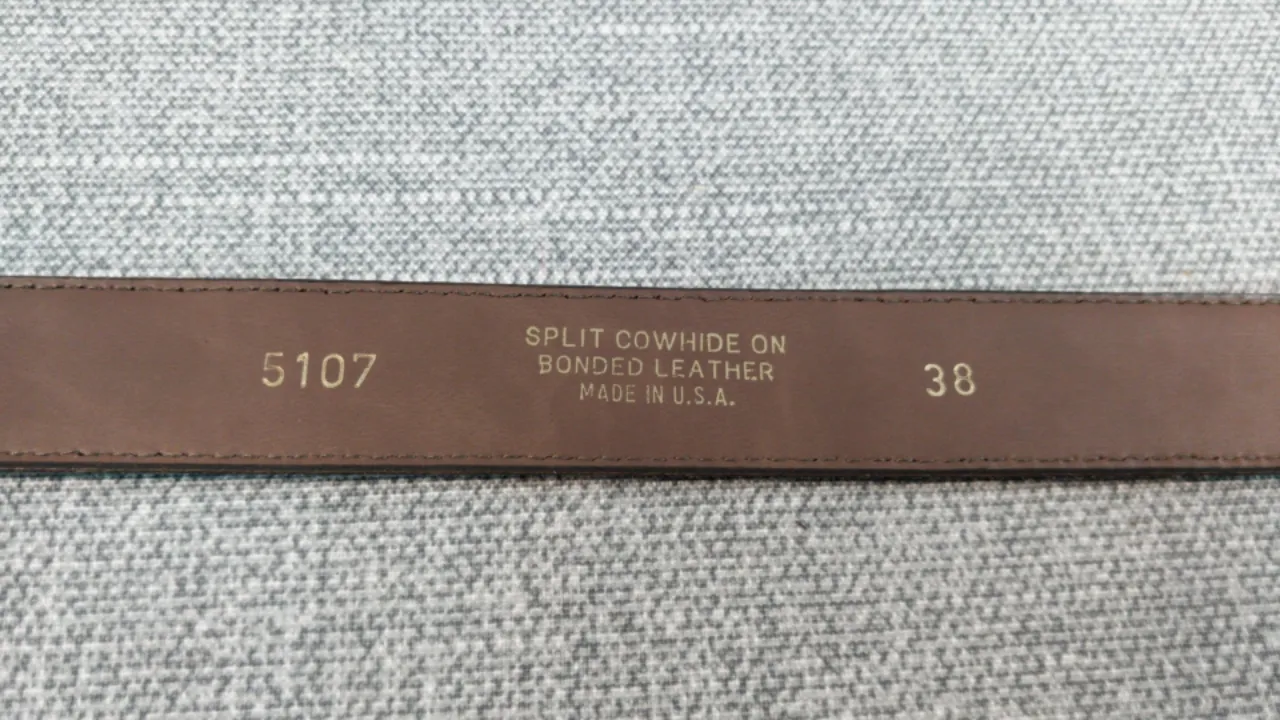 5107
SPLIT COWHIDE ON
BONDED LEATHER
MADE IN U.S.A.
38